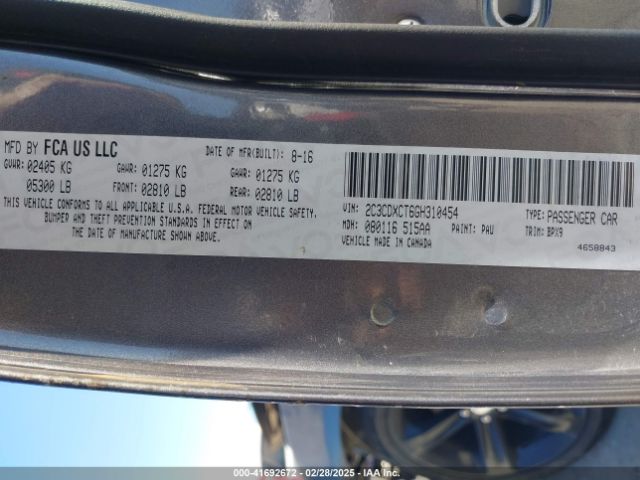 MFD BY FCA US LLC
DATE OF MFR(BUILT): 8-16
GVWR: 02405 KG GAWR: 01275 KG GAWR: 01275 KG
05300 LB FRONT: 02810 LB REAR: 02810 LB
THIS VEHICLE CONFORMS TO ALL APPLICABLE U.S.A. FEDERAL MOTOR VEHICLE SAFETY,
BUMPER AND THEFT PREVENTION STANDARDS IN EFFECT ON
THE DATE OF MANUFACTURE SHOWN ABOVE.
VIN: 2C3CDXCT6GH310454 TYPE: PASSENGER CAR
MDH: 080116 515AA PAINT: PAU TRIM: BPX9
VEHICLE MADE IN CANADA
4658843
000-41692672 // 02/28/2025 // IAA Inc.